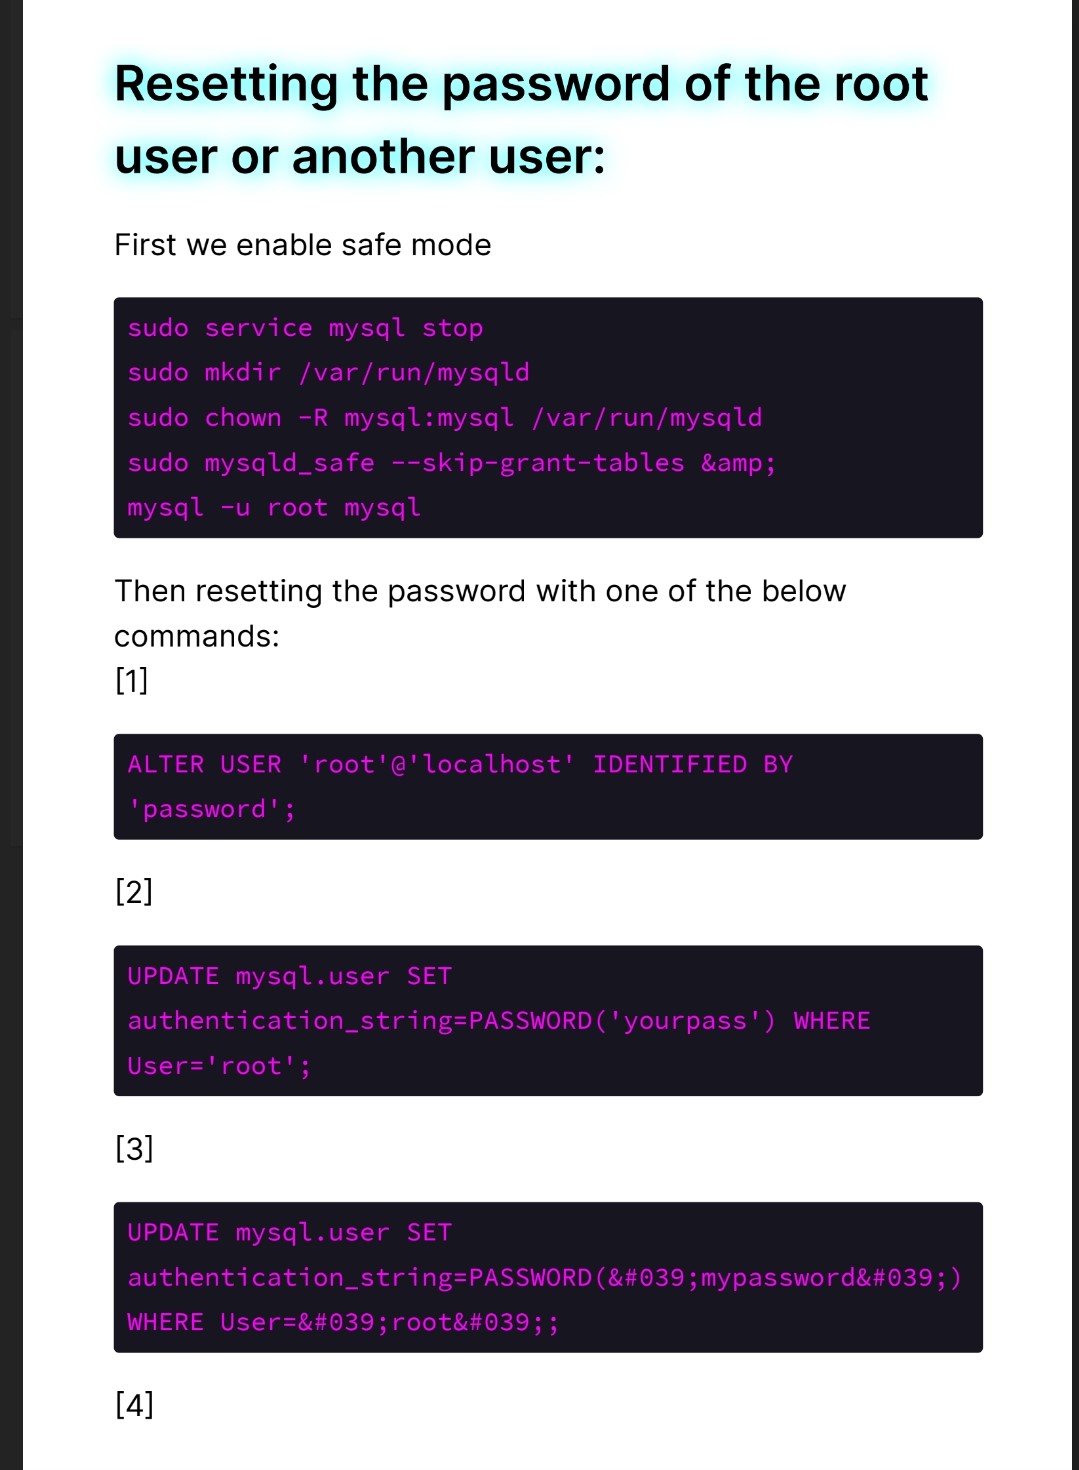 Resetting the password of the root
user or another user:
First we enable safe mode
sudo service mysql stop
sudo mkdir /var/run/mysqld
sudo chown -R mysql:mysql /var/run/mysqld
sudo mysqld_safe --skip-grant-tables &amp;
mysql -u root mysql
Then resetting the password with one of the below
commands:
[1]
ALTER USER 'root'@'localhost' IDENTIFIED BY
'password';
[2]
UPDATE mysql.user SET
authentication_string=PASSWORD('yourpass') WHERE
User='root';
[3]
UPDATE mysql.user SET
authentication_string=PASSWORD(&#039;mypassword&#039;)
WHERE User=&#039;root&#039;;
[4]